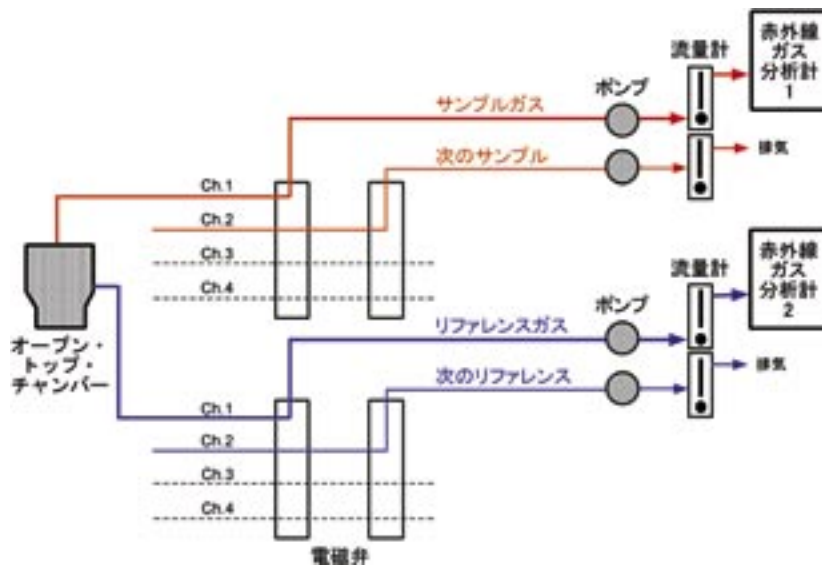 赤外線
ガス
分析計
1
流量計
ポンプ
サンプルガス
次のサンプル
排気
Ch.1
Ch.2
Ch.3
Ch.4
オープン・
トップ・
チャンバー
赤外線
ガス
分析計
2
流量計
ポンプ
リファレンスガス
次のリファレンス
排気
Ch.1
Ch.2
Ch.3
Ch.4
電磁弁